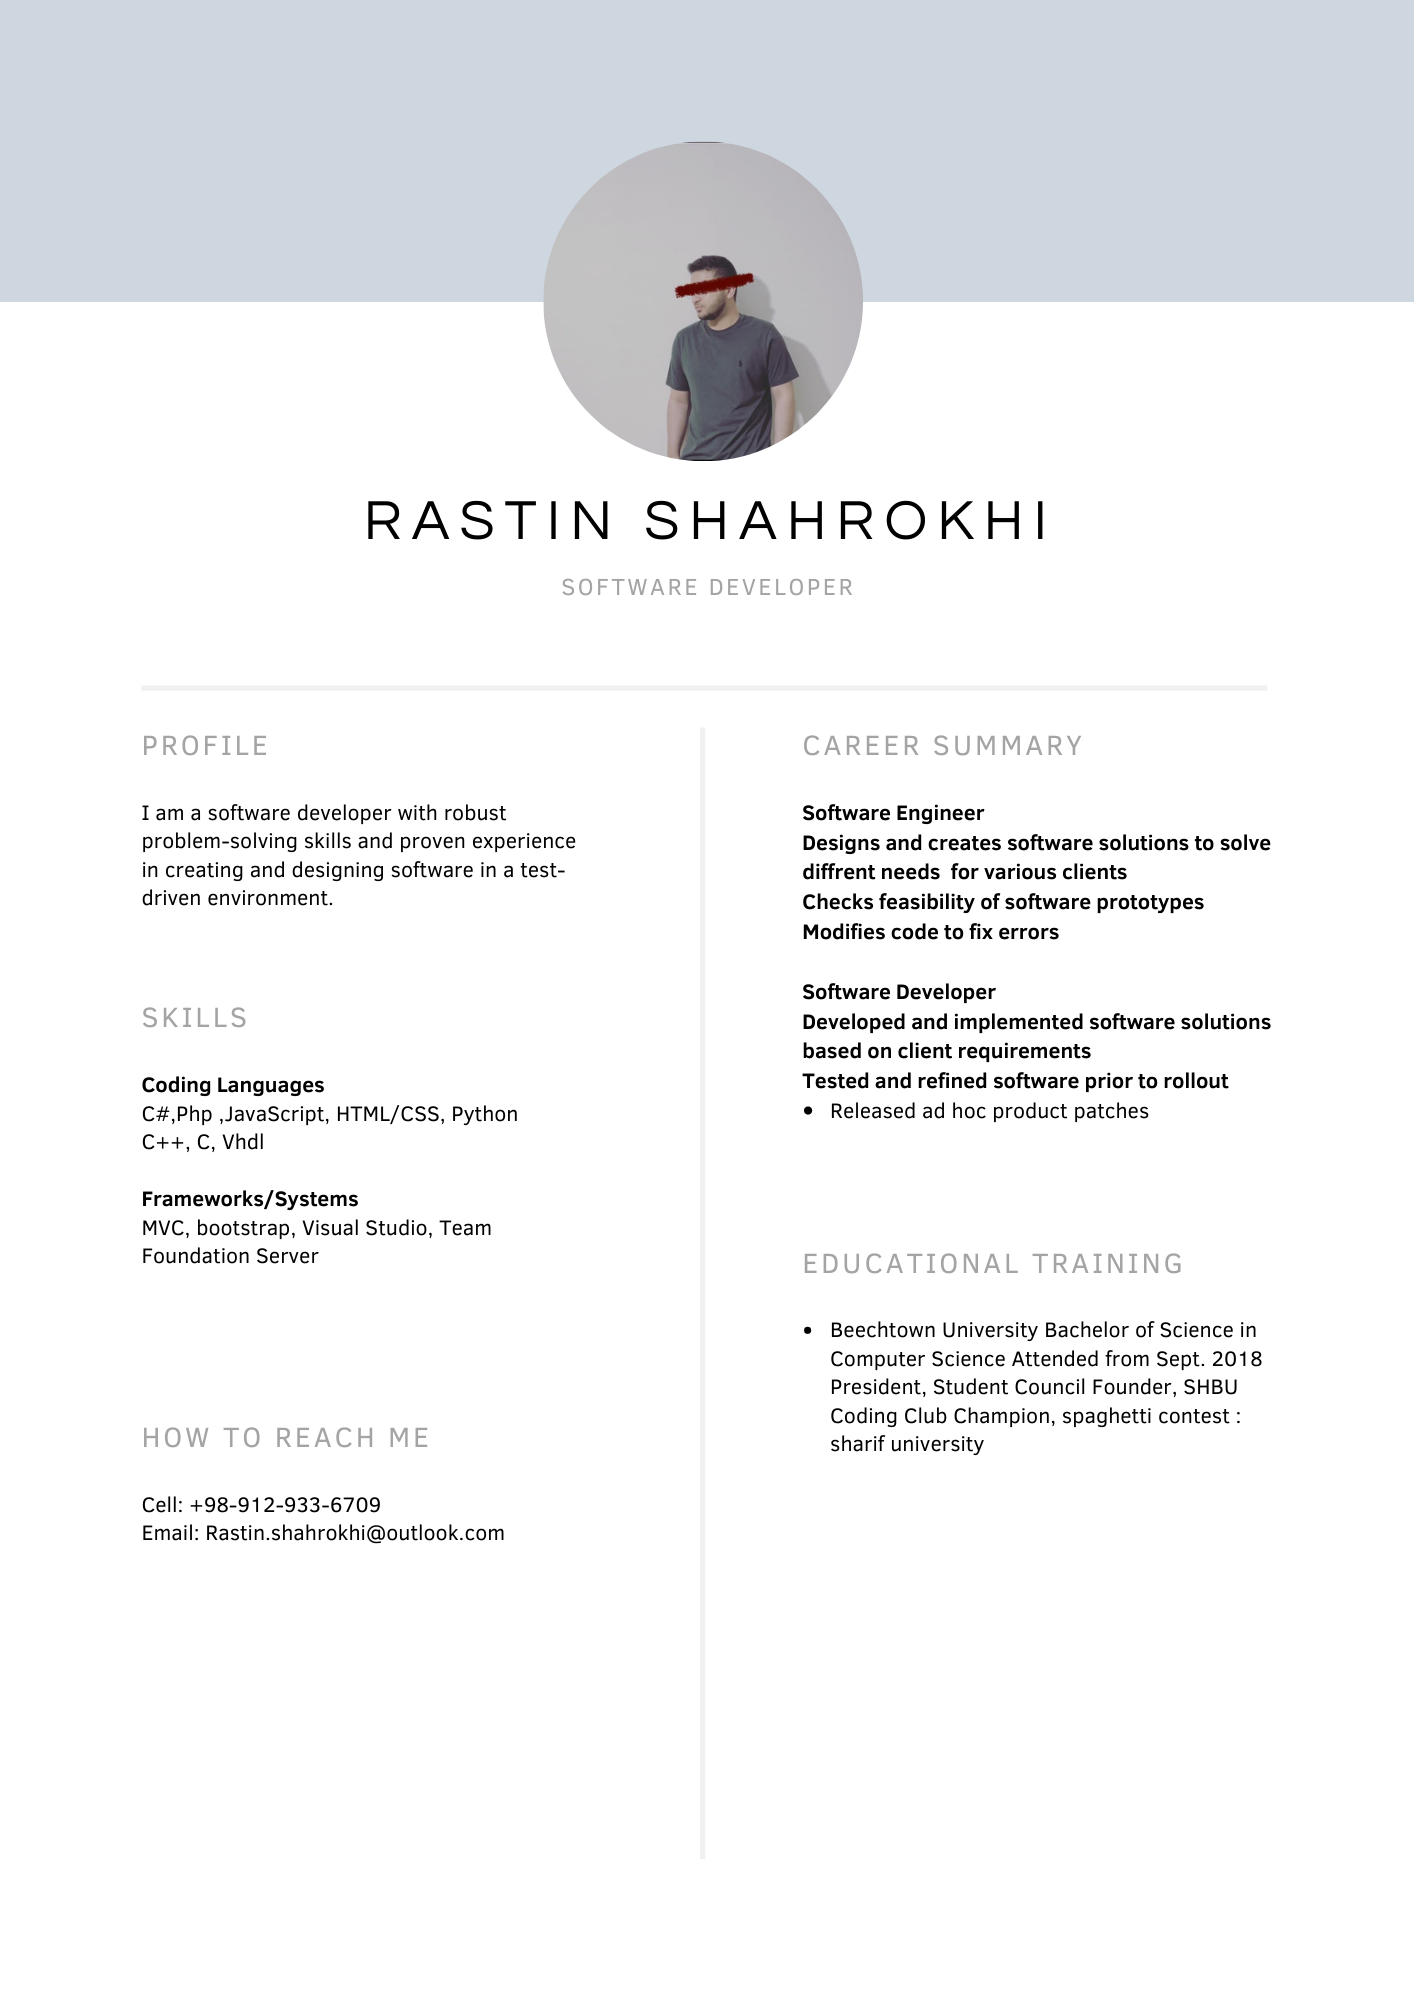 RASTIN SHAHROKHI
SOFTWARE DEVELOPER
PROFILE
I am a software developer with robust
problem-solving skills and proven experience
in creating and designing software in a test-
driven environment.
SKILLS
Coding Languages
C#,Php ,JavaScript, HTML/CSS, Python
C++, C, Vhdl
Frameworks/Systems
MVC, bootstrap, Visual Studio, Team
Foundation Server
HOW TO REACH ME
Cell: +98-912-933-6709
Email: Rastin.shahrokhi@outlook.com
CAREER SUMMARY
Software Engineer
Designs and creates software solutions to solve
diffrent needs  for various clients
Checks feasibility of software prototypes
Modifies code to fix errors
Software Developer
Developed and implemented software solutions
based on client requirements
Tested and refined software prior to rollout
• Released ad hoc product patches
EDUCATIONAL TRAINING
• Beechtown University Bachelor of Science in
Computer Science Attended from Sept. 2018
President, Student Council Founder, SHBU
Coding Club Champion, spaghetti contest :
sharif university